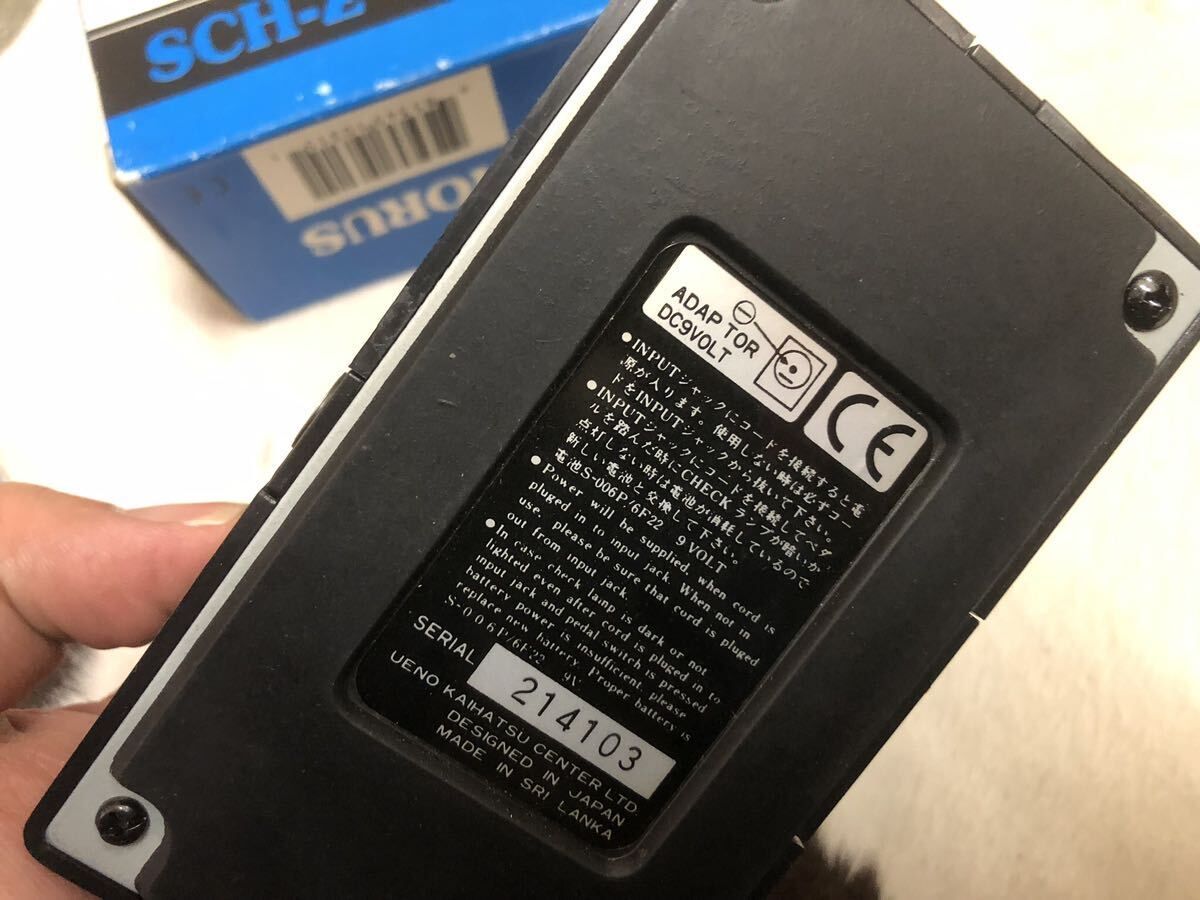 SCH-Z
CHORUS
CE
ADAPTOR
DC9VOLT
CE
●INPUTジャックにコードを接続すると電
源が入ります。使用しない時は必ずコー
ドをINPUTジャックから抜いて下さい。
●INPUTジャックにコードを接続してペダ
ルを踏んだ時にCHECKランプが暗いか
点灯しない時は電池が消耗しているので
新しい電池と交換して下さい。
電池S-006P/6F22 9VOLT
●Power will be supplied, when cord is
pluged in to input jack. When not in
use, please be sure that cord is pluged
out from input jack.
●In case check lamp is dark or not
lighted even after cord is pluged in to
input jack and pedal switch is pressed
battery power is insufficient, please
replace new battery. Proper battery is
S-006P/6F22 9V
SERIAL 214103
UENO KAIHATSU CENTER LTD
DESIGNED IN JAPAN
MADE IN SRI LANKA